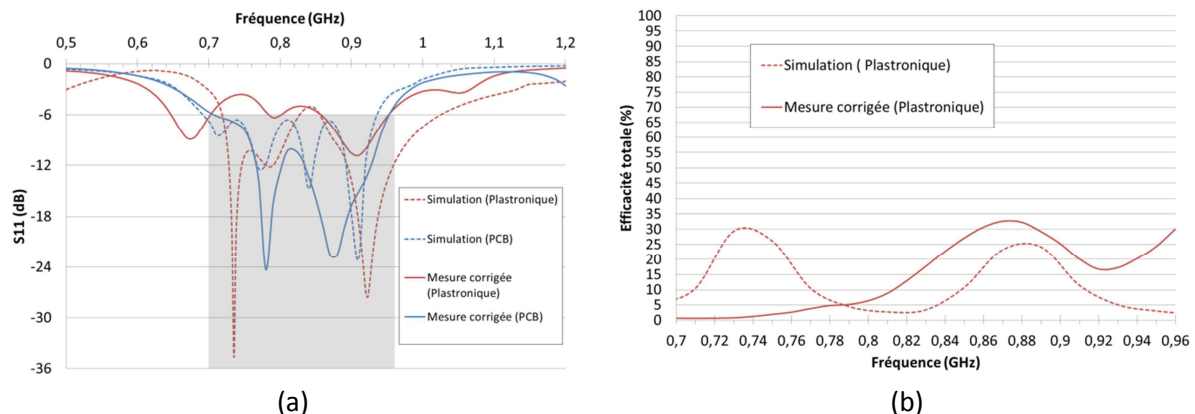 Fréquence (GHz)
0,5 0,6 0,7 0,8 0,9 1 1,1 1,2
0
-6
-12
-18
-24
-30
-36
S11 (dB)
Simulation (Plastronique)
Simulation (PCB)
Mesure corrigée
(Plastronique)
Mesure corrigée (PCB)
(a)
100
95
90
85
80
75
70
65
60
55
50
45
40
35
30
25
20
15
10
5
0
Efficacité totale (%)
Simulation ( Plastronique)
Mesure corrigée (Plastronique)
0,7 0,72 0,74 0,76 0,78 0,8 0,82 0,84 0,86 0,88 0,9 0,92 0,94 0,96
Fréquence (GHz)
(b)